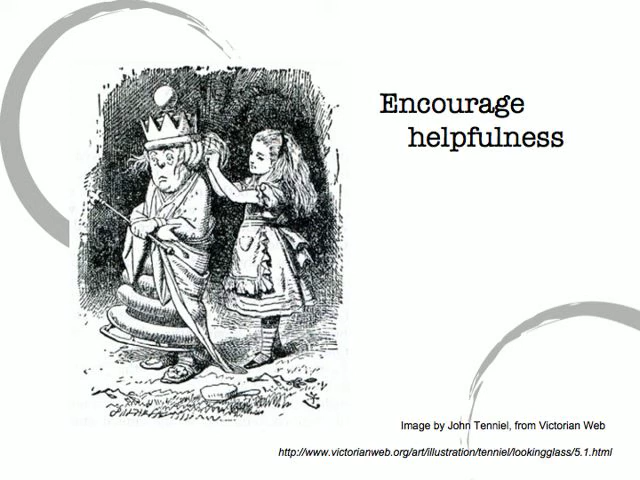 Encourage
helpfulness
Image by John Tenniel, from Victorian Web
http://www.victorianweb.org/art/illustration/tenniel/lookingglass/5.1.html